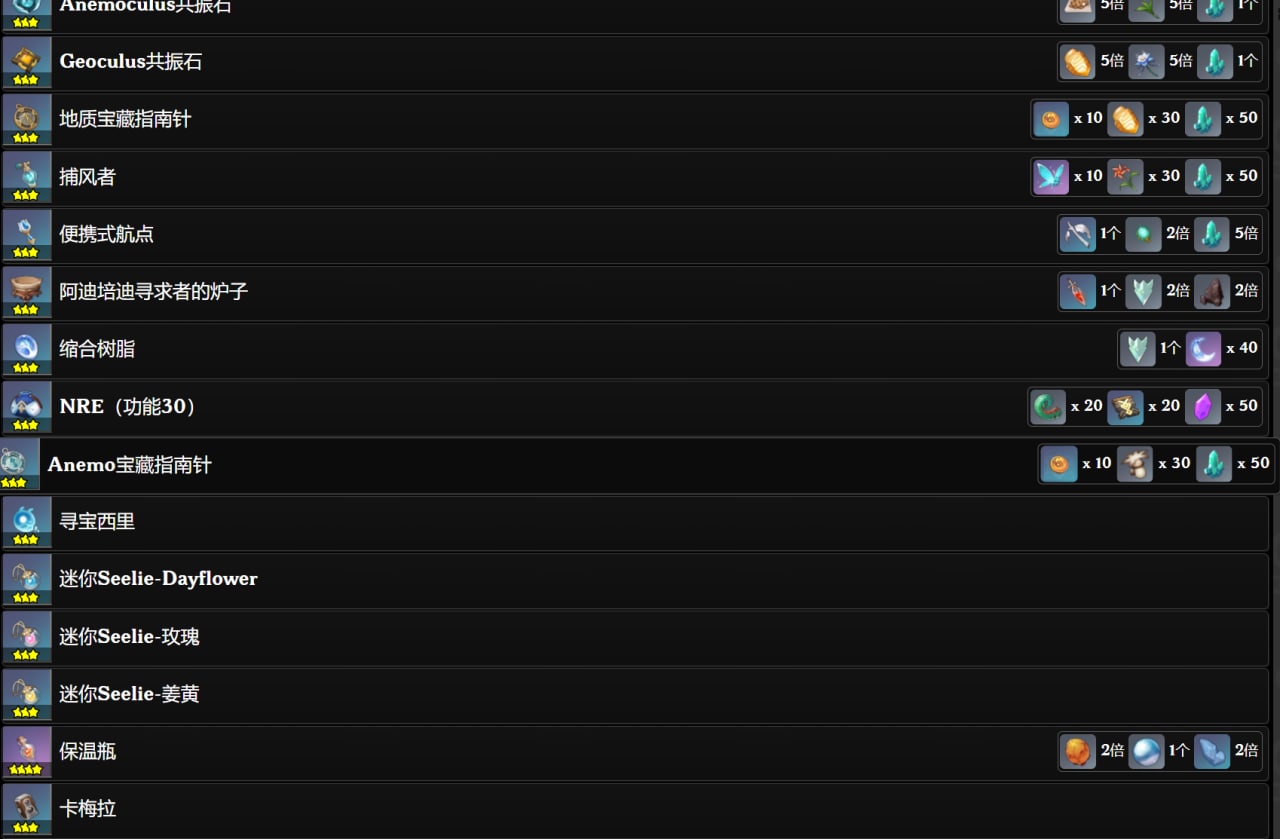 Anemoculus共振石 5倍 5倍 1个
Geoculus共振石 5倍 5倍 1个
地质宝藏指南针 x 10 x 30 x 50
捕风者 x 10 x 30 x 50
便携式航点 1个 2倍 5倍
阿迪培迪寻求者的炉子 1个 2倍 2倍
缩合树脂 1个 x 40
NRE（功能30） x 20 x 20 x 50
Anemo宝藏指南针 x 10 x 30 x 50
寻宝西里
迷你Seelie-Dayflower
迷你Seelie-玫瑰
迷你Seelie-姜黄
保温瓶 2倍 1个 2倍
卡梅拉